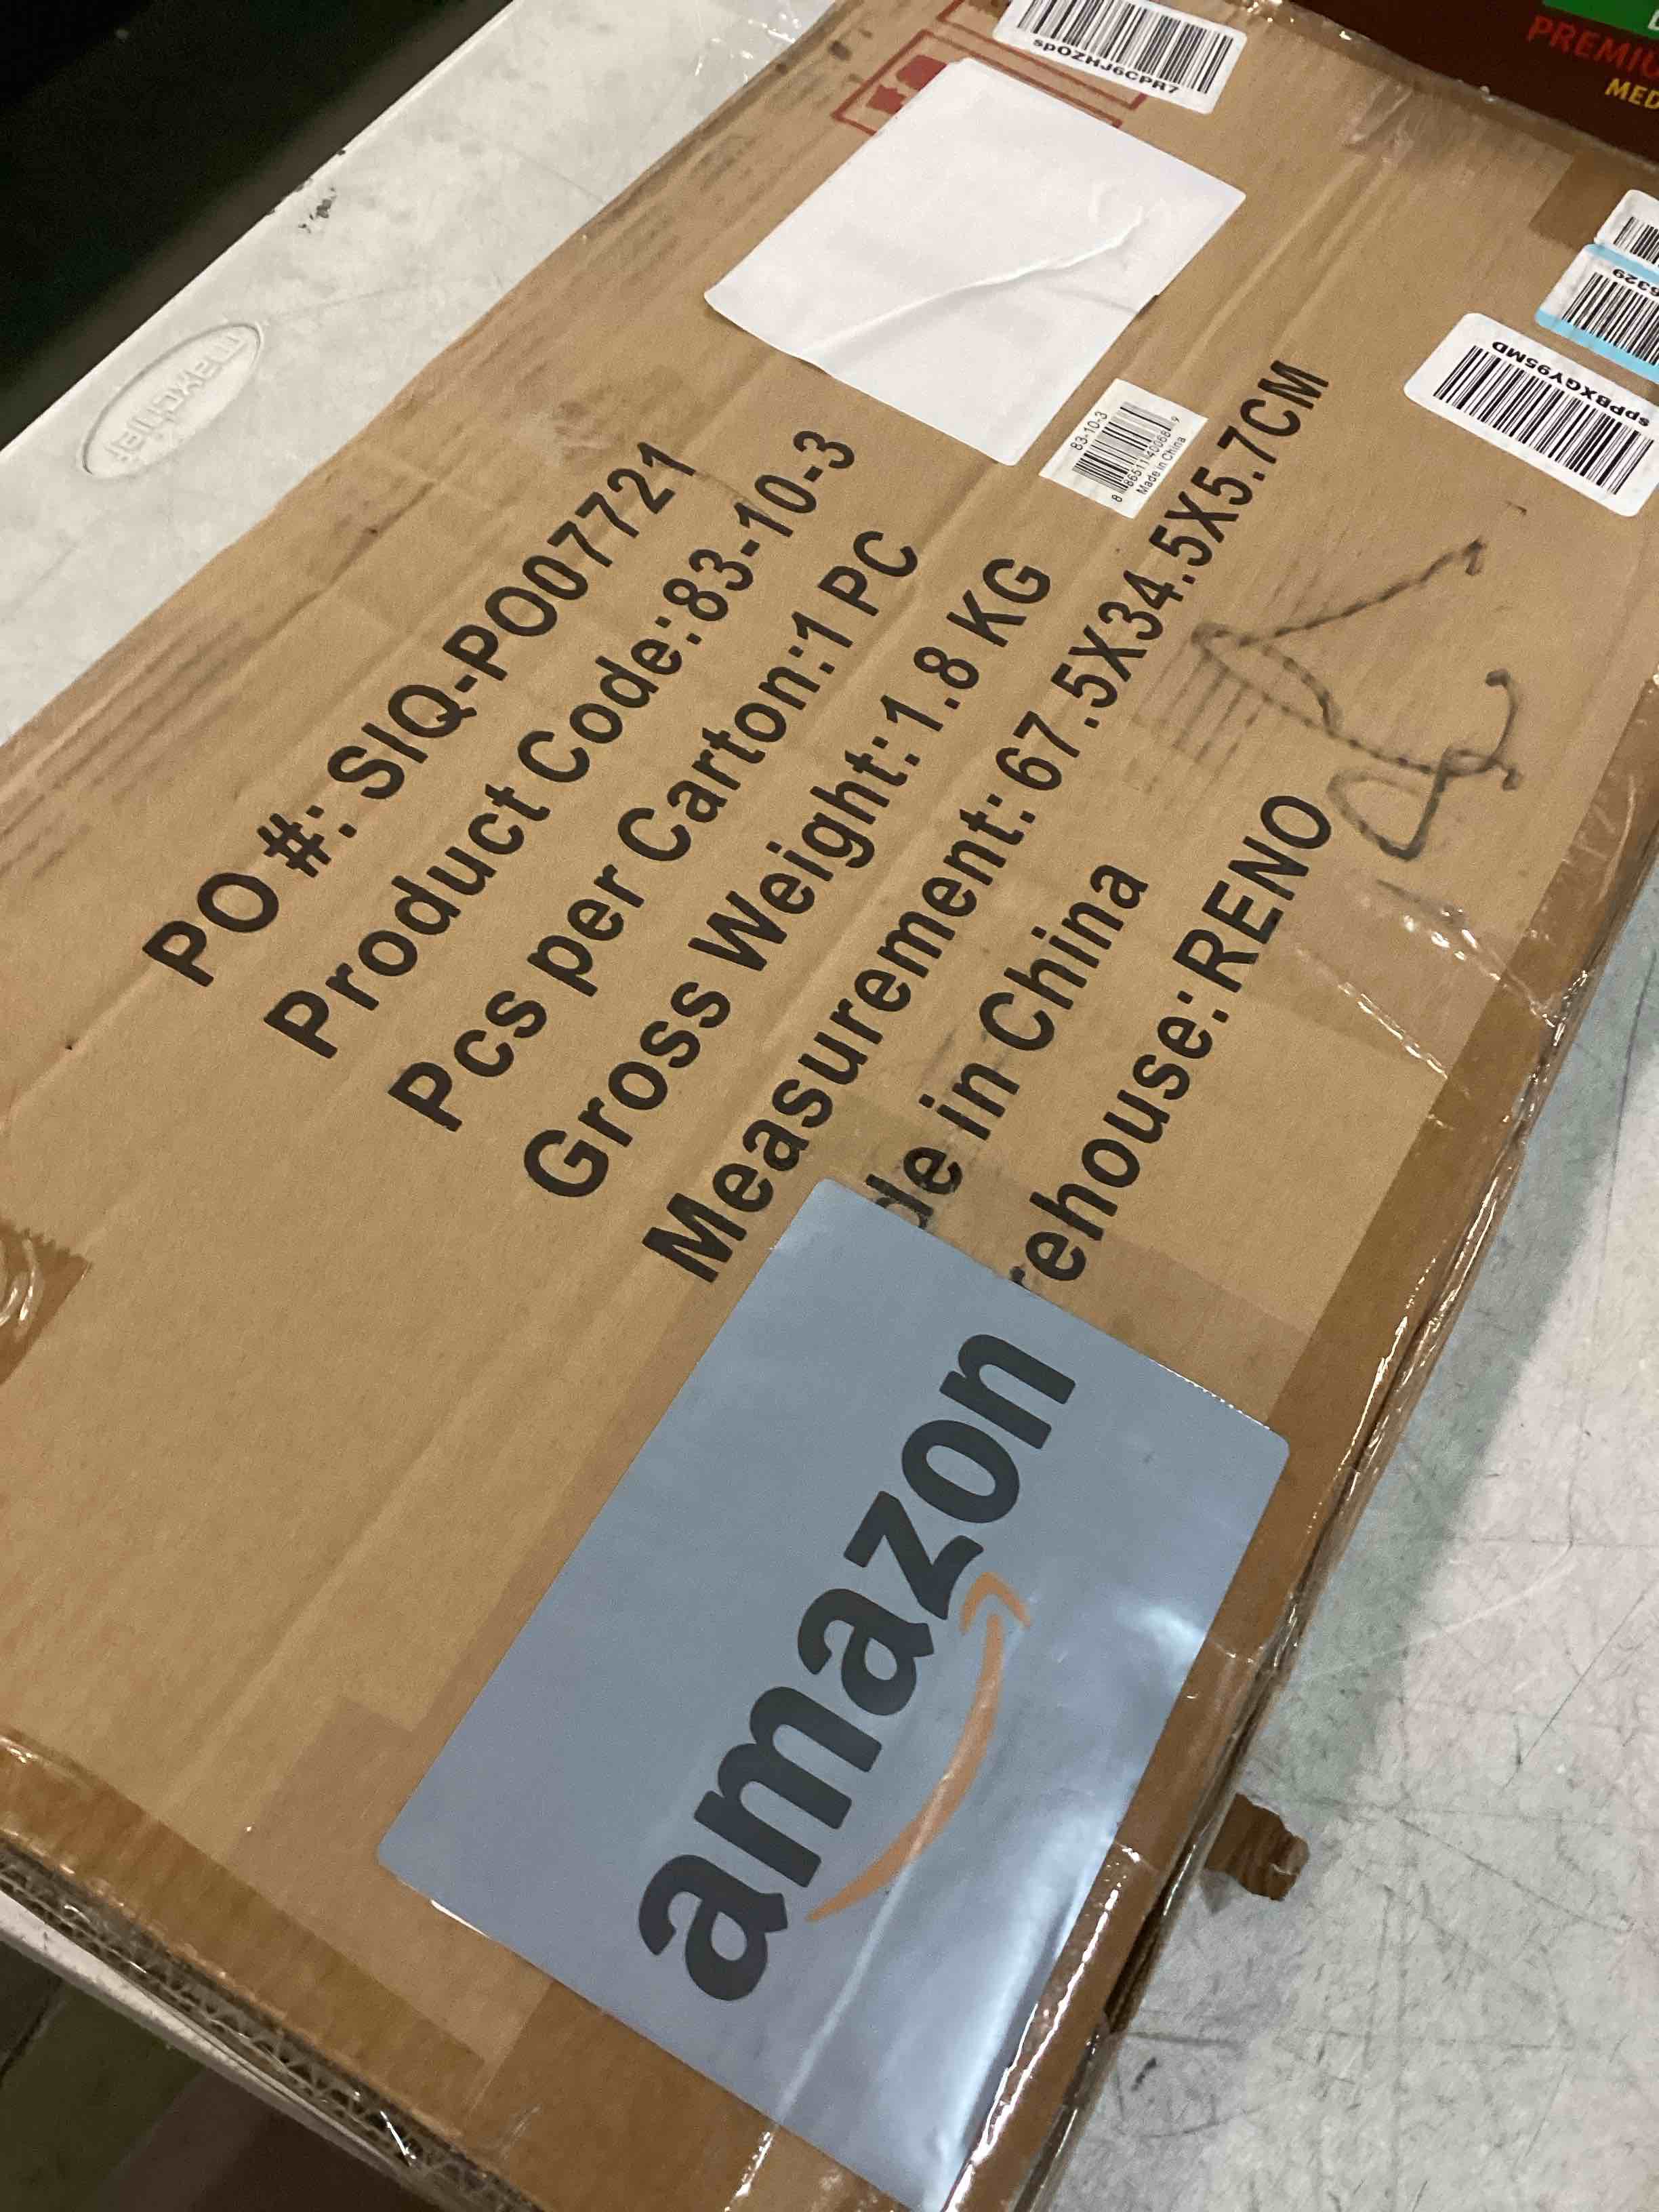 PO #: SIQ-PO07721
Product Code:83-10-3
Pcs per Carton:1 PC
Gross Weight: 1.8 KG
Measurement: 67.5X34.5X5.7CM
de in China
rehouse:RENO
amazon
83-10-3
Made in China
spOZHJ6CPR7
spPBXGY95MD
6329
PREMIU
MED
maxchief